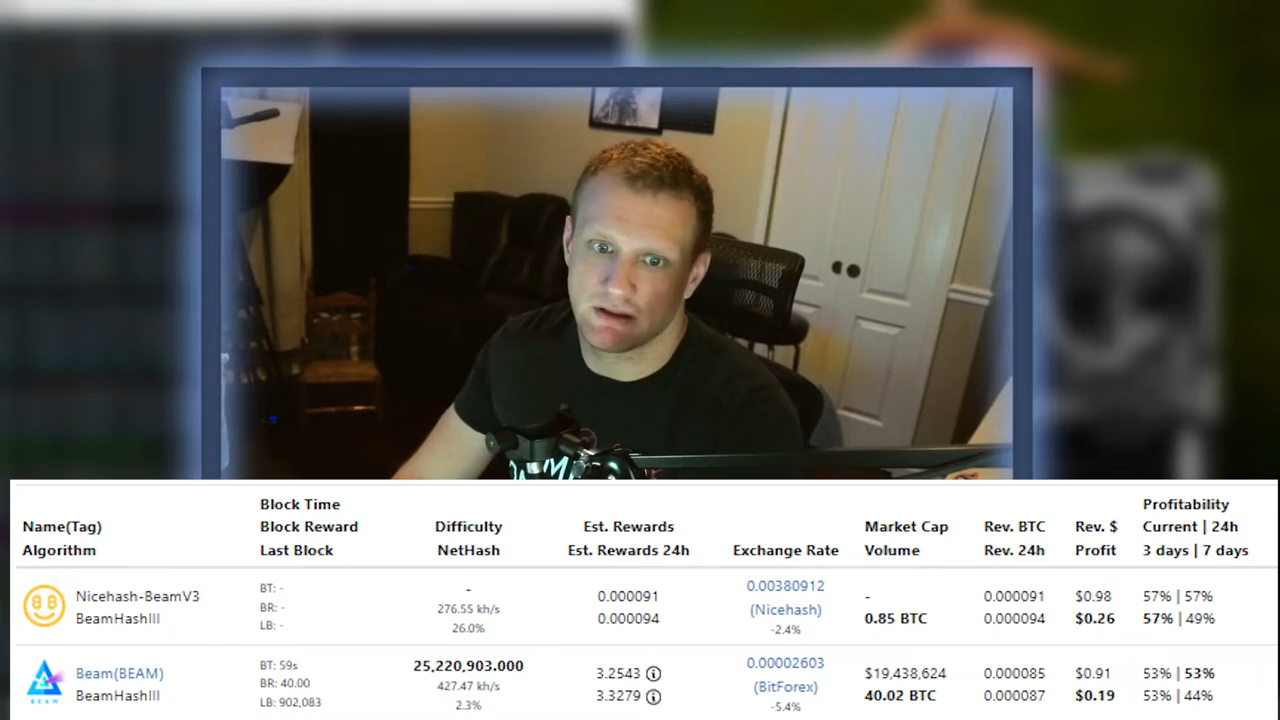 Name(Tag)
Algorithm
Block Time
Block Reward
Last Block
Difficulty
NetHash
Est. Rewards
Est. Rewards 24h
Exchange Rate
Market Cap
Volume
Rev. BTC
Rev. 24h
Rev. $
Profit
Profitability
Current | 24h
3 days | 7 days
Nicehash-BeamV3
BeamHashIII
BT: -
BR: -
LB: -
-
276.55 kh/s
26.0%
0.000091
0.000094
0.00380912
(Nicehash)
-2.4%
-
0.85 BTC
0.000091
0.000094
$0.98
$0.26
57% | 57%
57% | 49%
BEAM
Beam(BEAM)
BeamHashIII
BT: 59s
BR: 40.00
LB: 902,083
25,220,903.000
427.47 kh/s
2.3%
3.2543
3.3279
0.00002603
(BitForex)
-5.4%
$19,438,624
40.02 BTC
0.000085
0.000087
$0.91
$0.19
53% | 53%
53% | 44%